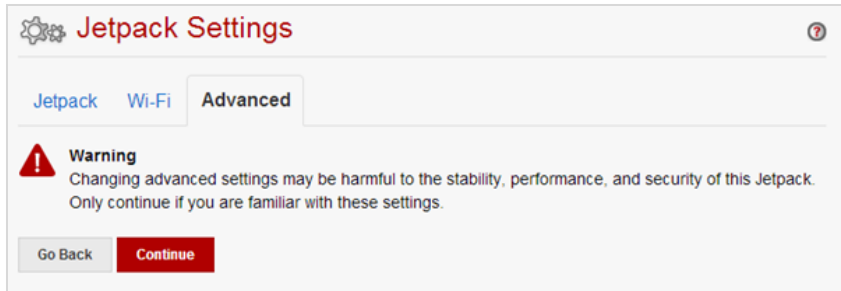 Jetpack Settings
?
Jetpack Wi-Fi Advanced
Warning
Changing advanced settings may be harmful to the stability, performance, and security of this Jetpack.
Only continue if you are familiar with these settings.
Go Back Continue